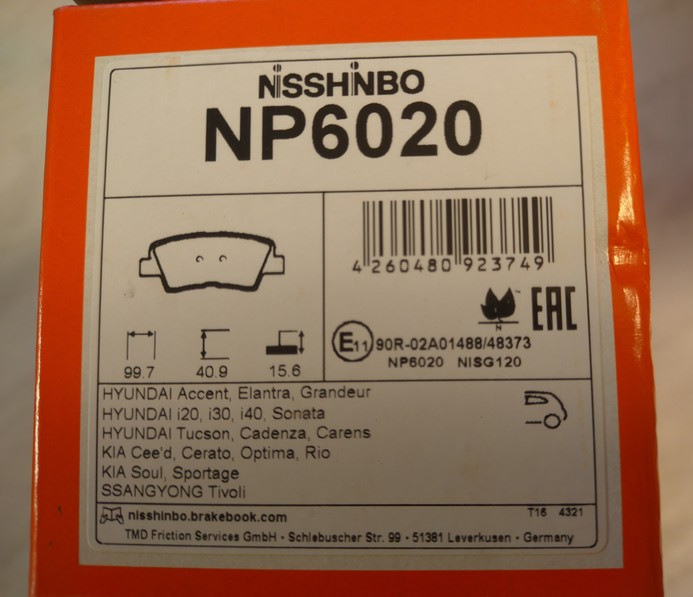 NiSSHiNBO
NP6020
4 260480 923749
N
EAC
E11 90R-02A01488/48373
NP6020 NISG120
99.7 40.9 15.6
HYUNDAI Accent, Elantra, Grandeur
HYUNDAI i20, i30, i40, Sonata
HYUNDAI Tucson, Cadenza, Carens
KIA Cee'd, Cerato, Optima, Rio
KIA Soul, Sportage
SSANGYONG Tivoli
nisshinbo.brakebook.com
T16 4321
TMD Friction Services GmbH • Schlebuscher Str. 99 • 51381 Leverkusen • Germany